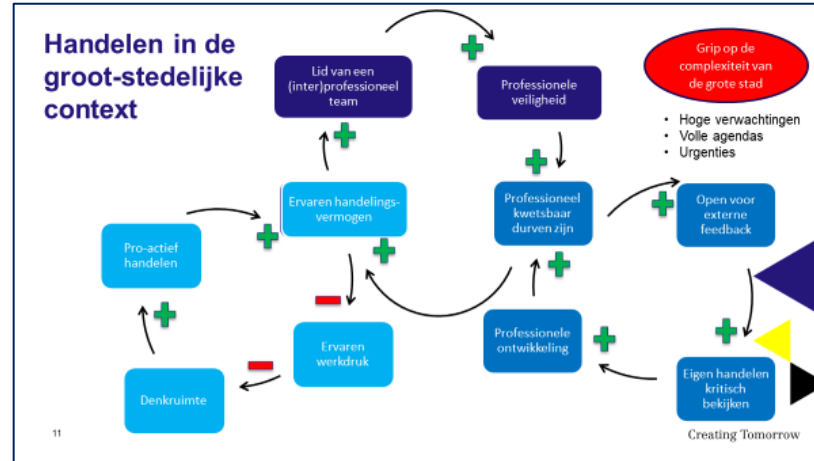 Handelen in de
groot-stedelijke
context
Lid van een
(inter)professioneel
team
Professionele
veiligheid
Grip op de
complexiteit van
de grote stad
• Hoge verwachtingen
• Volle agendas
• Urgenties
Ervaren handelings-
vermogen
Professioneel
kwetsbaar
durven zijn
Open voor
externe
feedback
Pro-actief
handelen
Ervaren
werkdruk
Professionele
ontwikkeling
Denkruimte
Eigen handelen
kritisch
bekijken
11
Creating Tomorrow